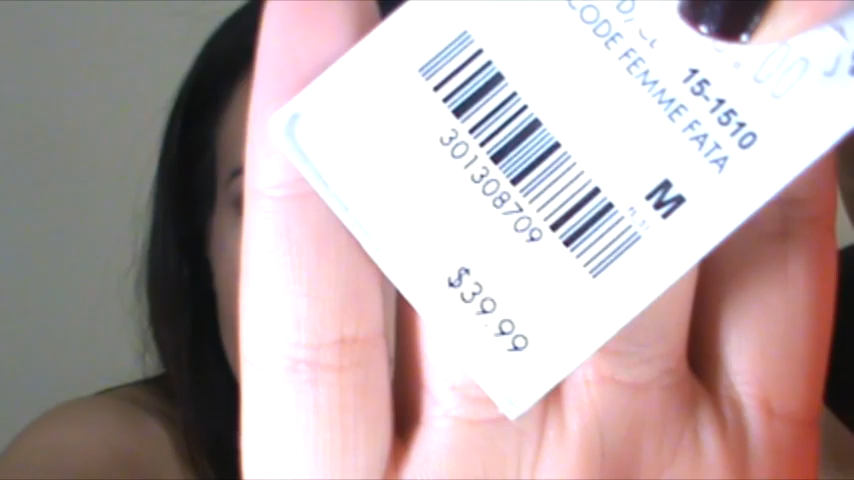 15-1510
CODE FEMME FATA
M
301308709
$39.99